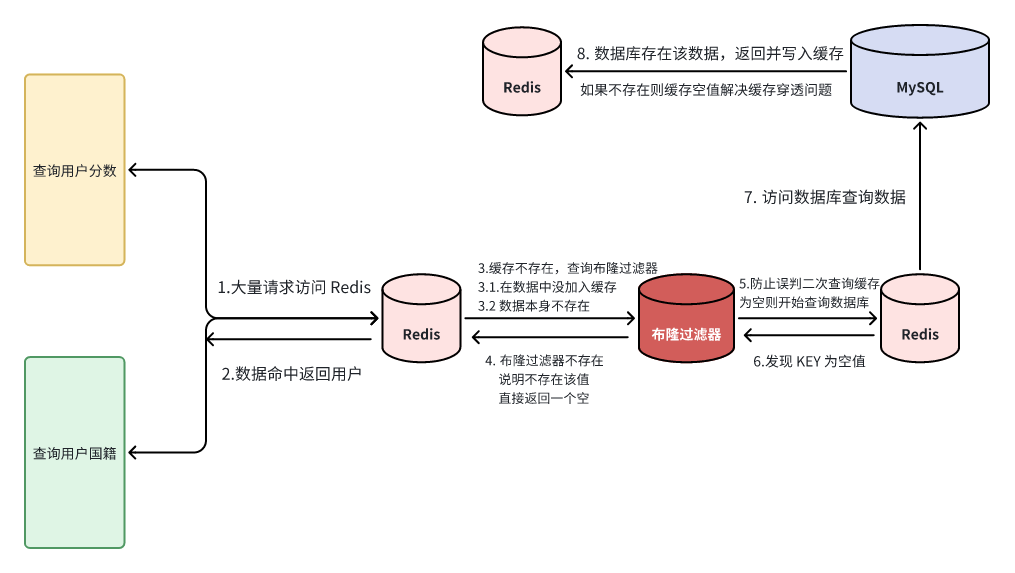 8. 数据库存在该数据，返回并写入缓存
Redis
MySQL
如果不存在则缓存空值解决缓存穿透问题
查询用户分数
7. 访问数据库查询数据
1.大量请求访问 Redis
3.缓存不存在，查询布隆过滤器
3.1.在数据中没加入缓存
3.2 数据本身不存在
5.防止误判二次查询缓存
为空则开始查询数据库
Redis
布隆过滤器
Redis
2.数据命中返回用户
4. 布隆过滤器不存在
说明不存在该值
直接返回一个空
6.发现 KEY 为空值
查询用户国籍